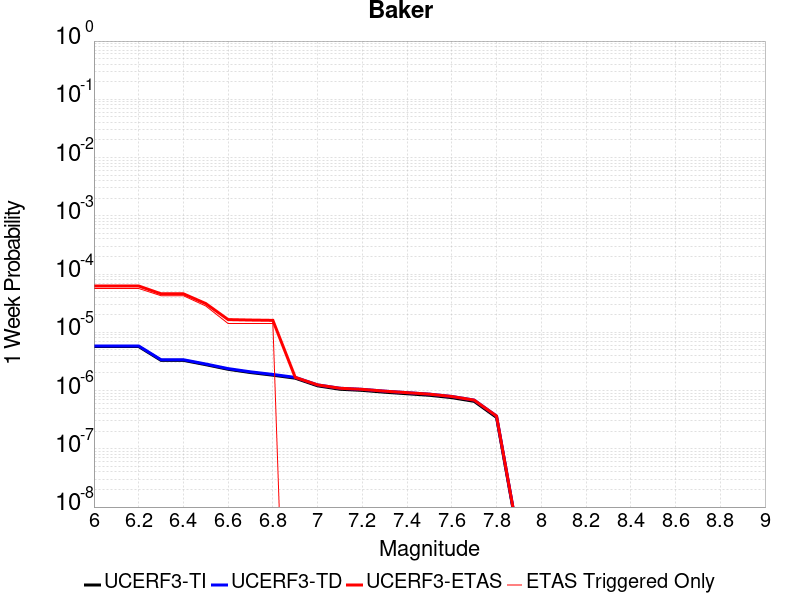 Baker
1 Week Probability
10^0
10^-1
10^-2
10^-3
10^-4
10^-5
10^-6
10^-7
10^-8
6 6.2 6.4 6.6 6.8 7 7.2 7.4 7.6 7.8 8 8.2 8.4 8.6 8.8 9
Magnitude
UCERF3-TI UCERF3-TD UCERF3-ETAS ETAS Triggered Only